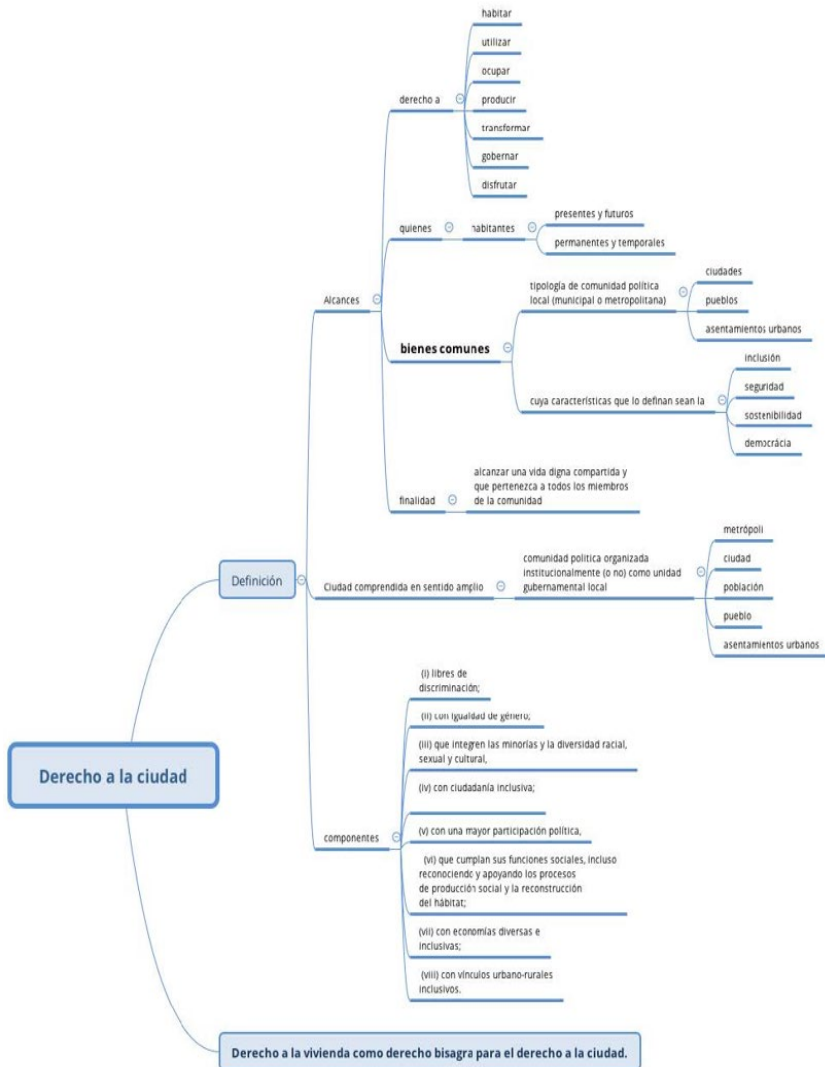 Derecho a la ciudad
Definición
Alcances
derecho a
habitar
utilizar
ocupar
producir
transformar
gobernar
disfrutar
quienes
habitantes
presentes y futuros
permanentes y temporales
bienes comunes
tipología de comunidad política
local (municipal o metropolitana)
ciudades
pueblos
asentamientos urbanos
cuya características que lo definan sean la
inclusión
seguridad
sostenibilidad
democrácia
finalidad
alcanzar una vida digna compartida y
que pertenezca a todos los miembros
de la comunidad
Ciudad comprendida en sentido amplio
comunidad politica organizada
institucionalmente (o no) como unidad
gubernamental local
metrópoli
ciudad
población
pueblo
asentamientos urbanos
componentes
(i) libres de
discriminación;
(ii) con igualdad de género;
(iii) que integren las minorías y la diversidad racial,
sexual y cultural,
(iv) con ciudadanía inclusiva;
(v) con una mayor participación política,
(vi) que cumplan sus funciones sociales, incluso
reconociendo y apoyando los procesos
de producción social y la reconstrucción
del hábitat;
(vii) con economías diversas e
inclusivas;
(viii) con vínculos urbano-rurales
inclusivos.
Derecho a la vivienda como derecho bisagra para el derecho a la ciudad.